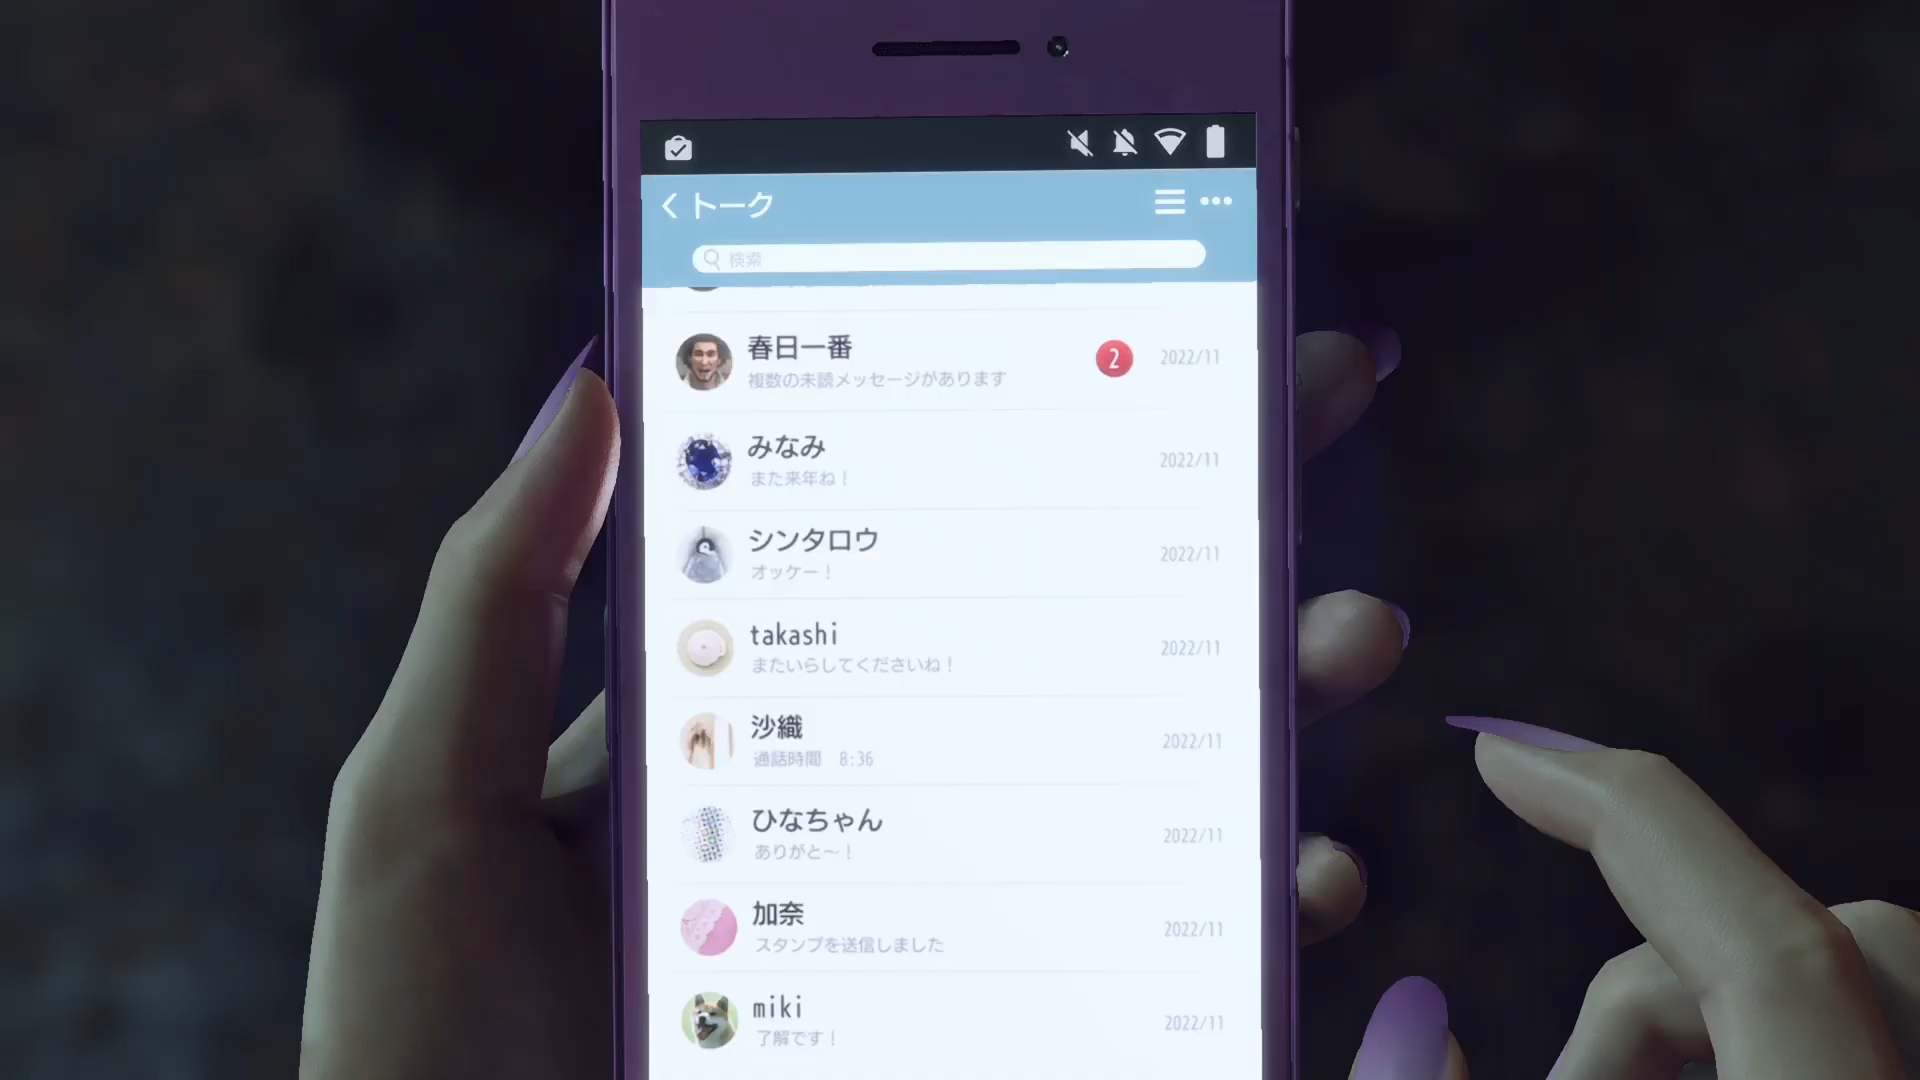 トーク
検索
春日一番
複数の未読メッセージがあります
2
2022/11
みなみ
また来年ね！
2022/11
シンタロウ
オッケー！
2022/11
takashi
またいらしてくださいね！
2022/11
沙織
通話時間 8:36
2022/11
ひなちゃん
ありがと〜！
2022/11
加奈
スタンプを送信しました
2022/11
miki
了解です！
2022/11